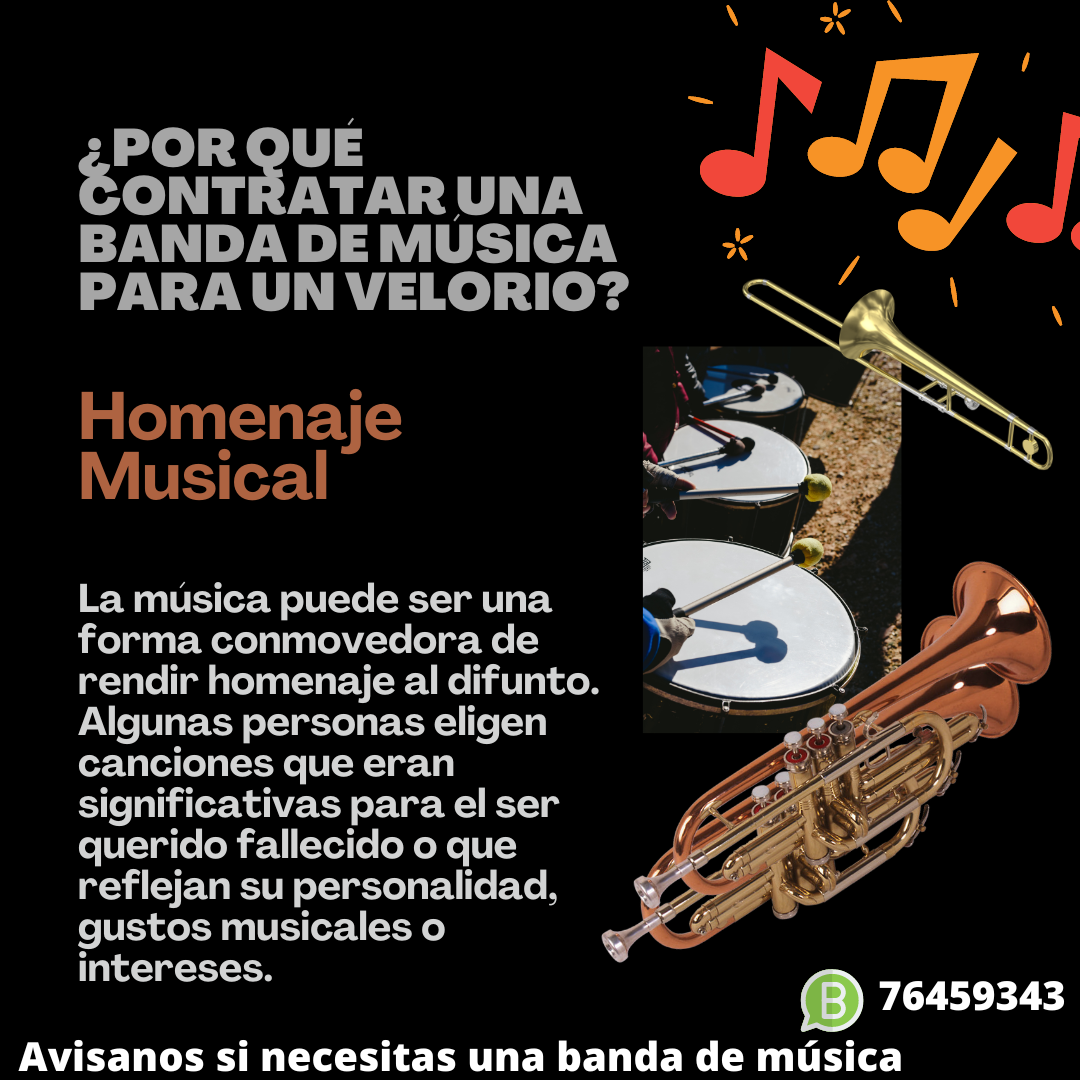 ¿POR QUÉ
CONTRATAR UNA
BANDA DE MÚSICA
PARA UN VELORIO?
Homenaje
Musical
La música puede ser una
forma conmovedora de
rendir homenaje al difunto.
Algunas personas eligen
canciones que eran
significativas para el ser
querido fallecido o que
reflejan su personalidad,
gustos musicales o
intereses.
B 76459343
Avisanos si necesitas una banda de música